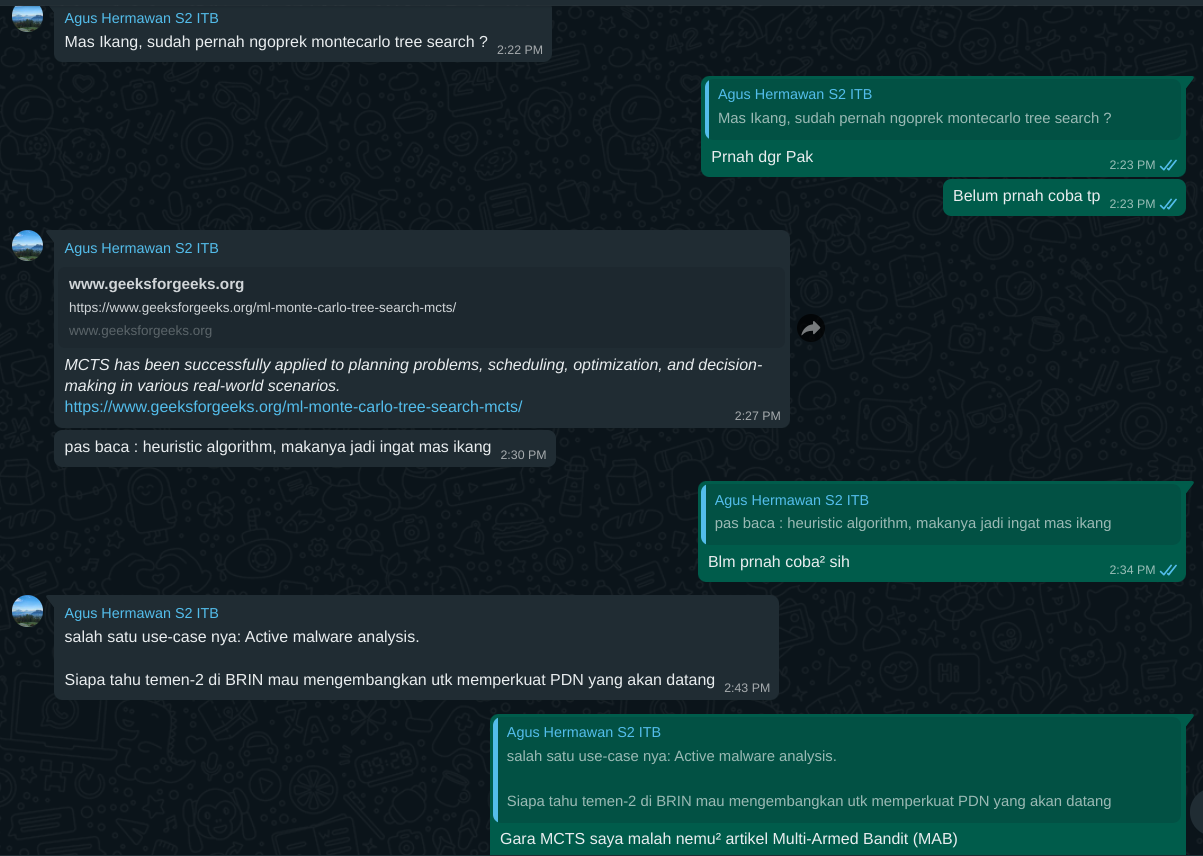 Agus Hermawan S2 ITB
Mas Ikang, sudah pernah ngoprek montecarlo tree search ?
2:22 PM
Agus Hermawan S2 ITB
Mas Ikang, sudah pernah ngoprek montecarlo tree search ?
Prnah dgr Pak
2:23 PM
Belum prnah coba tp
2:23 PM
Agus Hermawan S2 ITB
www.geeksforgeeks.org
https://www.geeksforgeeks.org/ml-monte-carlo-tree-search-mcts/
www.geeksforgeeks.org
MCTS has been successfully applied to planning problems, scheduling, optimization, and decision-
making in various real-world scenarios.
https://www.geeksforgeeks.org/ml-monte-carlo-tree-search-mcts/
2:27 PM
pas baca : heuristic algorithm, makanya jadi ingat mas ikang
2:30 PM
Agus Hermawan S2 ITB
pas baca : heuristic algorithm, makanya jadi ingat mas ikang
Blm prnah coba² sih
2:34 PM
Agus Hermawan S2 ITB
salah satu use-case nya: Active malware analysis.
Siapa tahu temen-2 di BRIN mau mengembangkan utk memperkuat PDN yang akan datang
2:43 PM
Agus Hermawan S2 ITB
salah satu use-case nya: Active malware analysis.
Siapa tahu temen-2 di BRIN mau mengembangkan utk memperkuat PDN yang akan datang
Gara MCTS saya malah nemu² artikel Multi-Armed Bandit (MAB)